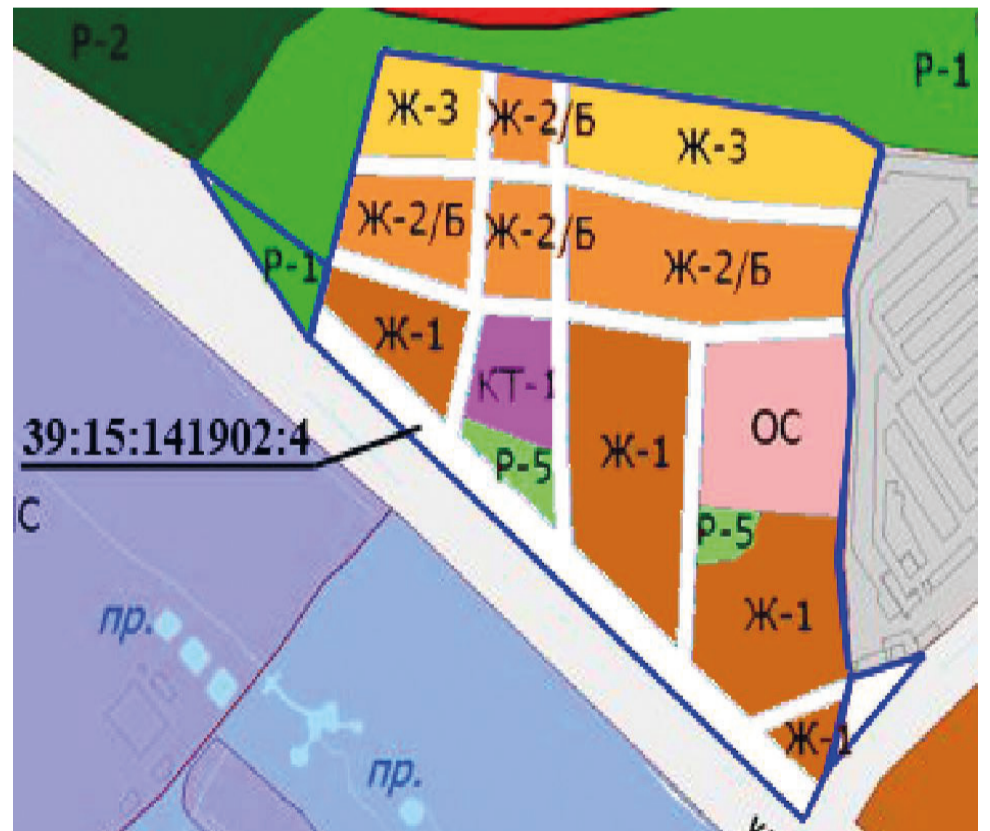 Р-2
Р-1
Ж-3
Ж-2/Б
Ж-3
Ж-2/Б
Ж-2/Б
Ж-2/Б
Р-1
Ж-1
КТ-1
39:15:141902:4
Р-5
Ж-1
ОС
Р-5
Ж-1
Ж-1
пр.
пр.